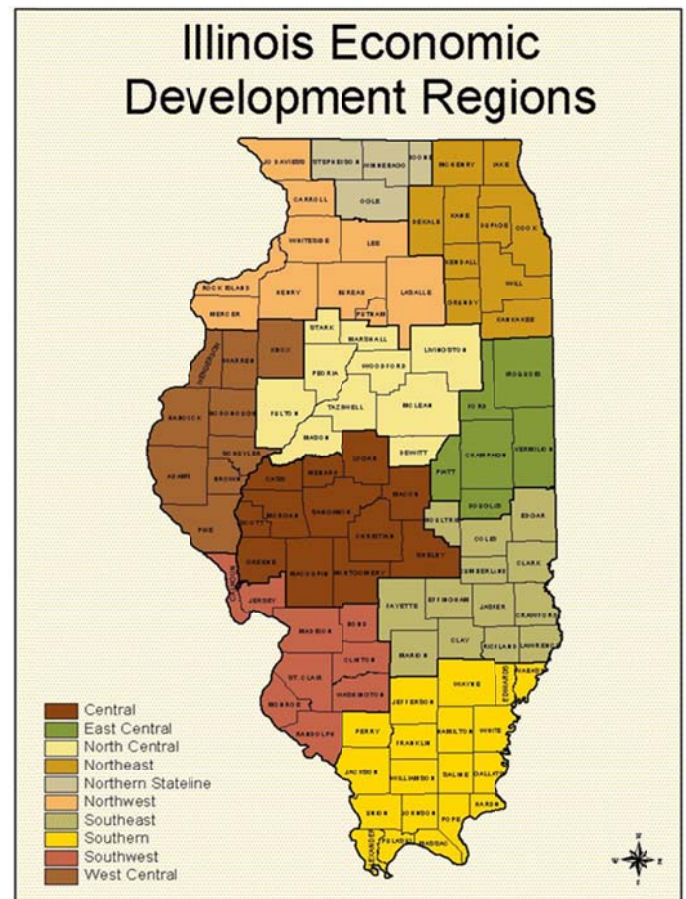 Illinois Economic
Development Regions
JO DAVIESS
STEPHENSON
WINNEBAGO
BOONE
MCHENRY
LAKE
CARROLL
OGLE
DEKALB
KANE
DUPAGE
COOK
WHITESIDE
LEE
KENDALL
WILL
ROCK ISLAND
HENRY
BUREAU
LASALLE
GRUNDY
MERCER
PUTNAM
KANKAKEE
STARK
MARSHALL
LIVINGSTON
HENDERSON
WARREN
KNOX
PEORIA
WOODFORD
IROQUOIS
FORD
FULTON
TAZWELL
MCLEAN
HANCOCK
MCDONOUGH
MASON
DEWITT
CHAMPAIGN
VERMILION
SCHUYLER
LOGAN
ADAMS
BROWN
CASS
MENARD
MACON
PIATT
DOUGLAS
EDGAR
PIKE
SCOTT
MORGAN
SANGAMON
CHRISTIAN
MOULTRIE
COLES
GREENE
MACOUPIN
MONTGOMERY
SHELBY
CUMBERLAND
CLARK
CALHOUN
JERSEY
FAYETTE
EFFINGHAM
JASPER
CRAWFORD
MADISON
BOND
CLAY
RICHLAND
LAWRENCE
CLINTON
MARION
ST. CLAIR
WASHINGTON
JEFFERSON
WAYNE
EDWARDS
WABASH
MONROE
RANDOLPH
PERRY
FRANKLIN
HAMILTON
WHITE
JACKSON
WILLIAMSON
SALINE
GALLATIN
UNION
JOHNSON
POPE
HARDIN
ALEXANDER
PULASKI
MASSAC
Central
East Central
North Central
Northeast
Northern Stateline
Northwest
Southeast
Southern
Southwest
West Central
N
W
E
S